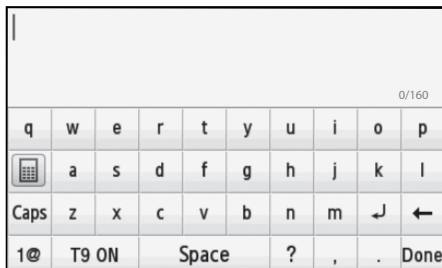 0/160
q w e r t y u i o p
a s d f g h j k l
Caps z x c v b n m
1@ T9 ON Space ? , . Done